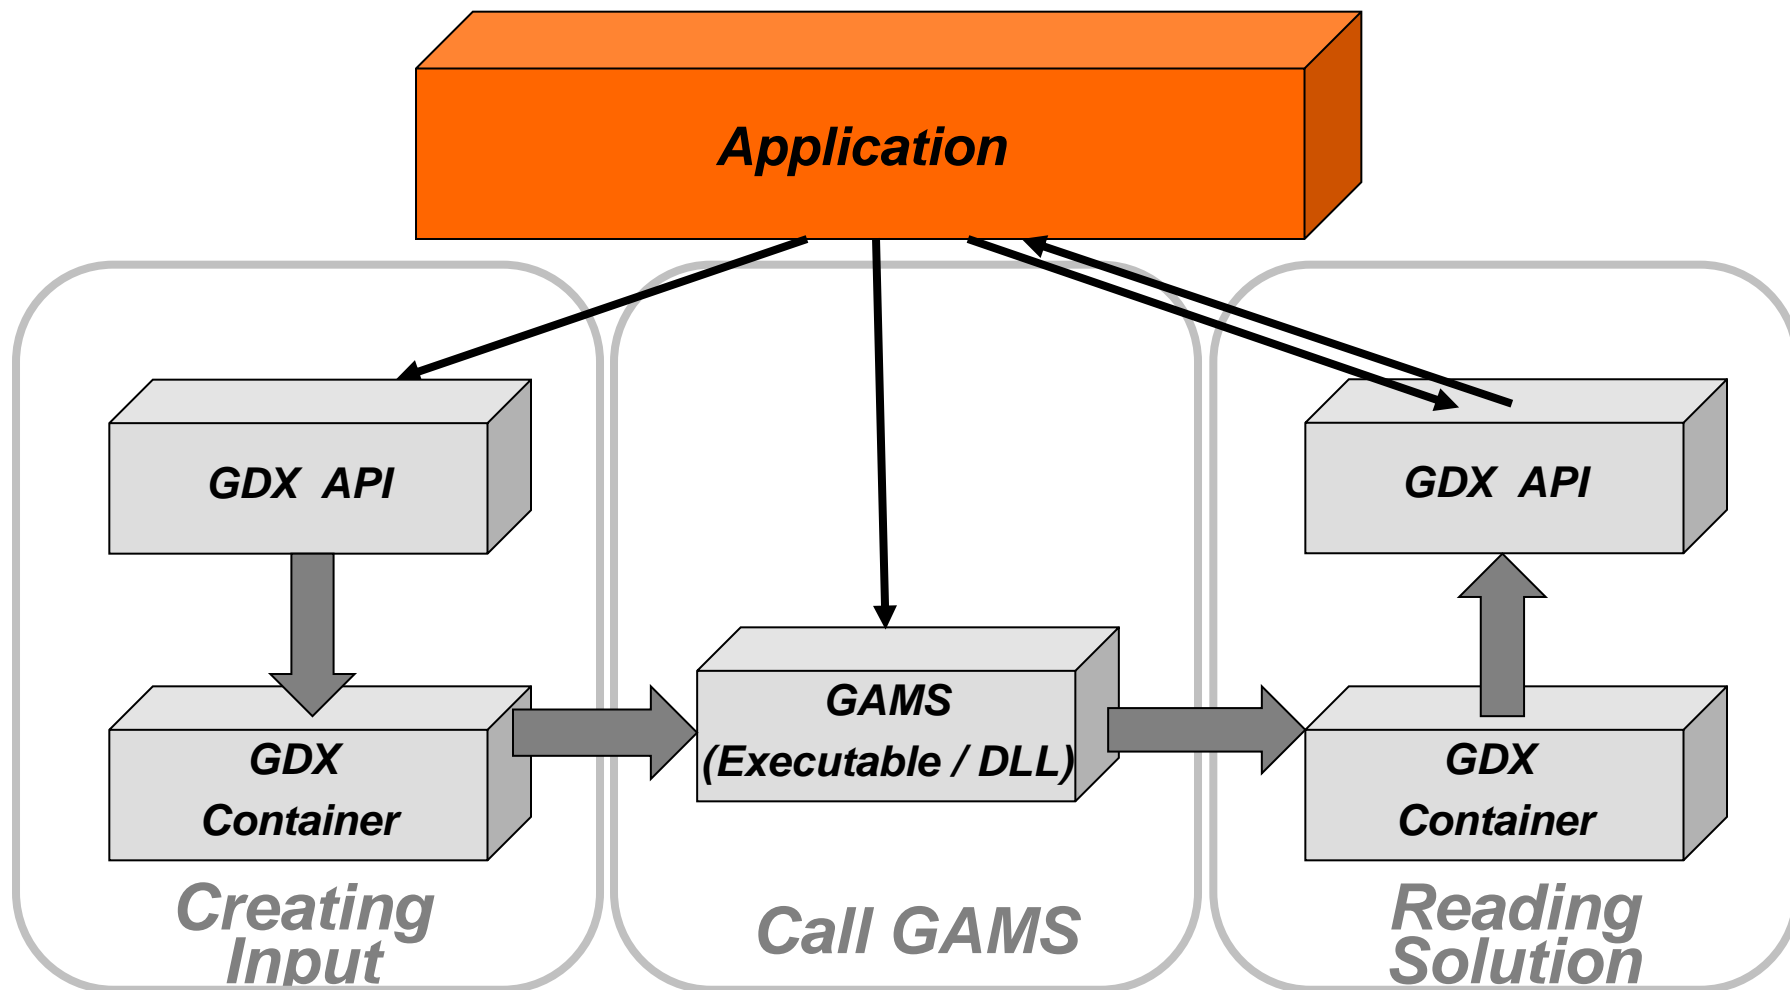 Application
GDX  API
GDX
Container
Creating
Input
GAMS
(Executable / DLL)
Call GAMS
GDX  API
GDX
Container
Reading
Solution